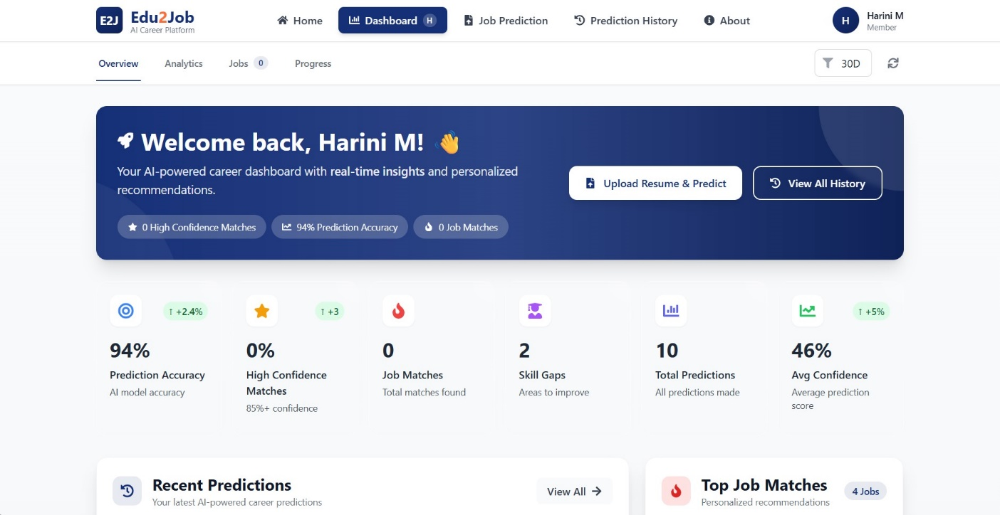 E2J Edu2Job
AI Career Platform
Home
Dashboard H
Job Prediction
Prediction History
About
H
Harini M
Member
Overview
Analytics
Jobs 0
Progress
30D
Welcome back, Harini M! 👋
Your AI-powered career dashboard with real-time insights and personalized
recommendations.
Upload Resume & Predict
View All History
0 High Confidence Matches
94% Prediction Accuracy
0 Job Matches
↑ +2.4%
94%
Prediction Accuracy
AI model accuracy
↑ +3
0%
High Confidence
Matches
85%+ confidence
0
Job Matches
Total matches found
2
Skill Gaps
Areas to improve
10
Total Predictions
All predictions made
↑ +5%
46%
Avg Confidence
Average prediction
score
Recent Predictions
Your latest AI-powered career predictions
View All →
Top Job Matches
Personalized recommendations
4 Jobs